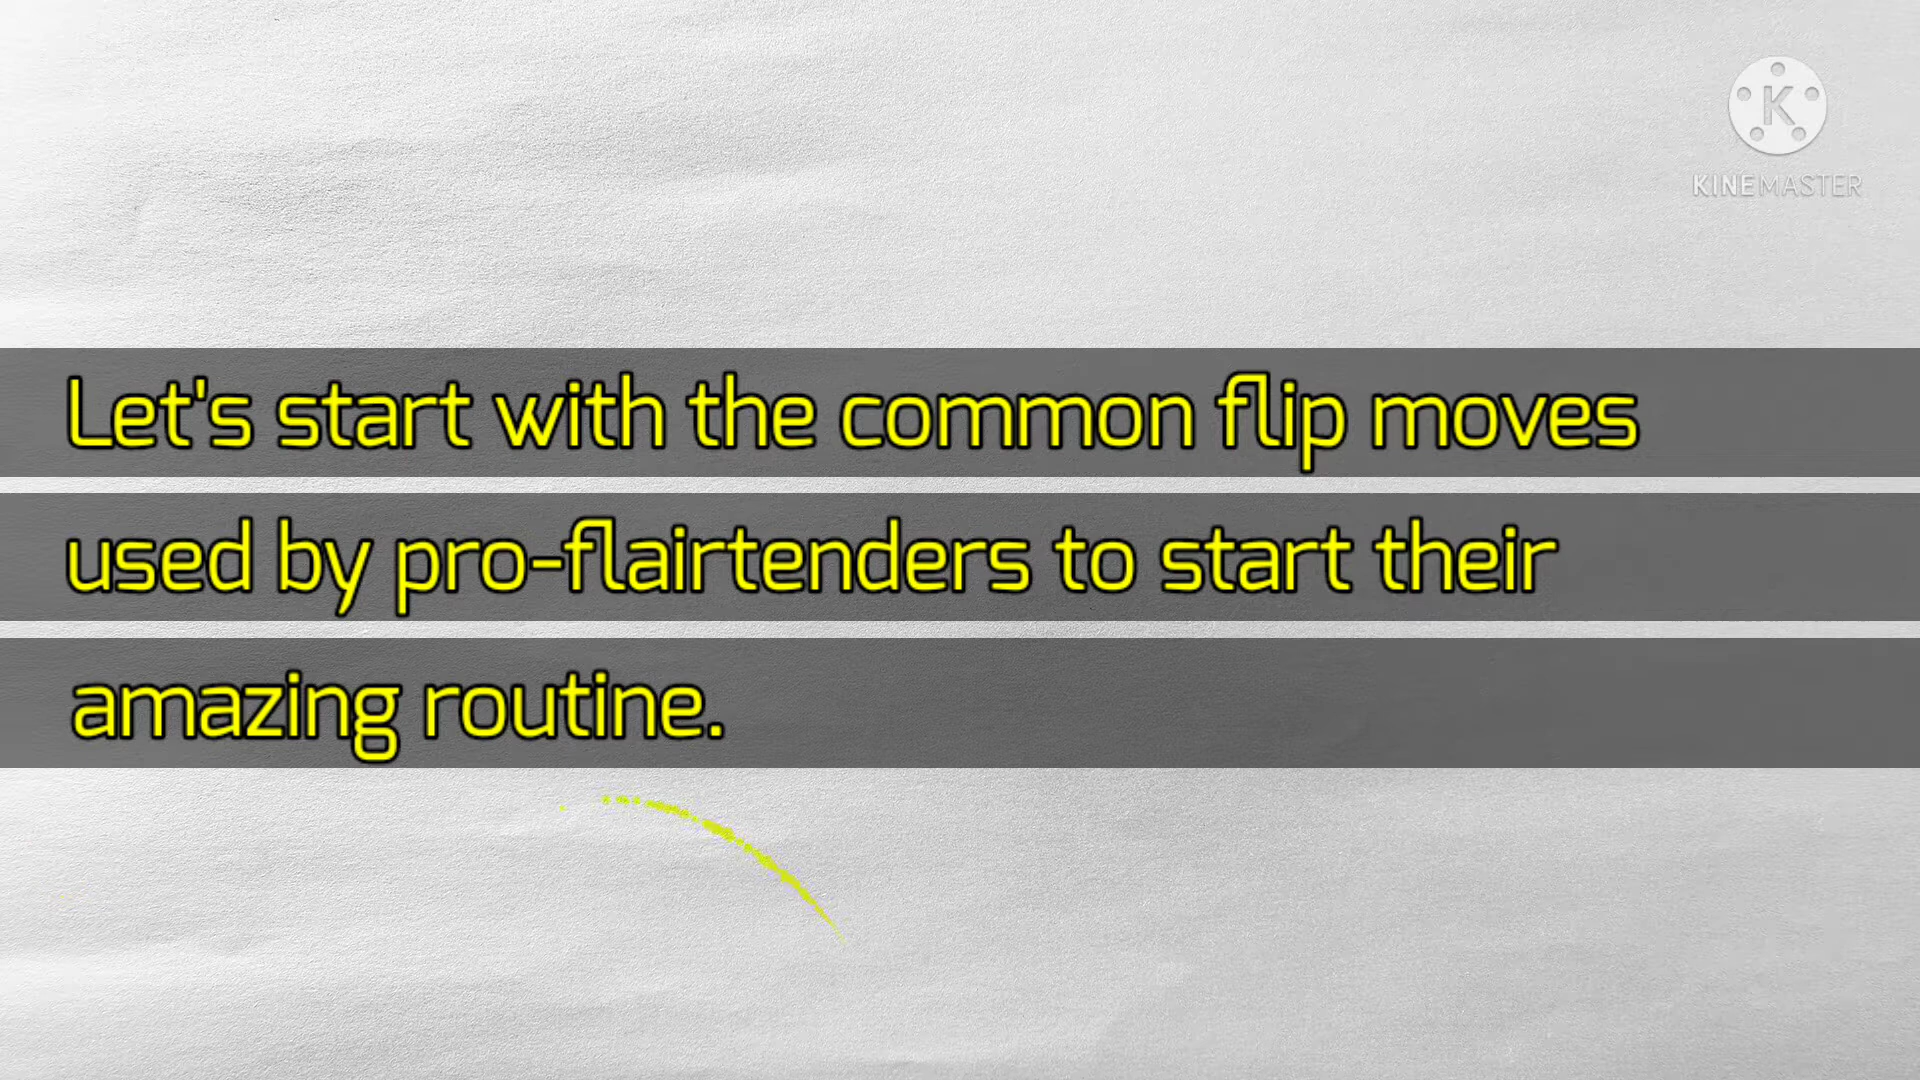 K
KINEMASTER
Let's start with the common flip moves
used by pro-flairtenders to start their
amazing routine.